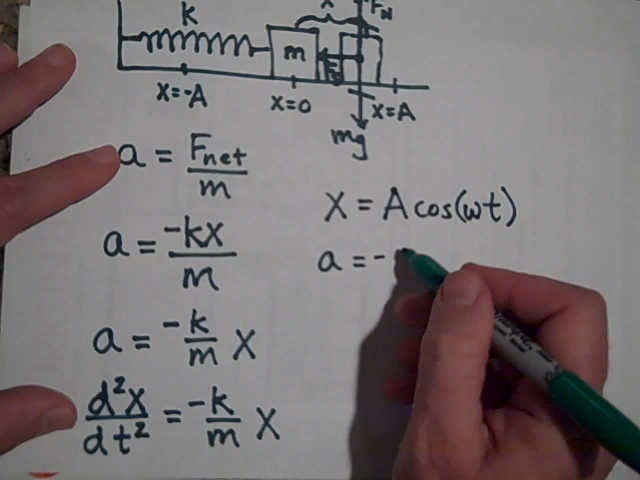 k
x
F_N
m
x=-A
x=0
x=A
mg
a = F_net/m
x = A cos(ωt)
a = -kx/m
a = -
a = -k/m x
d²x/dt² = -k/m x